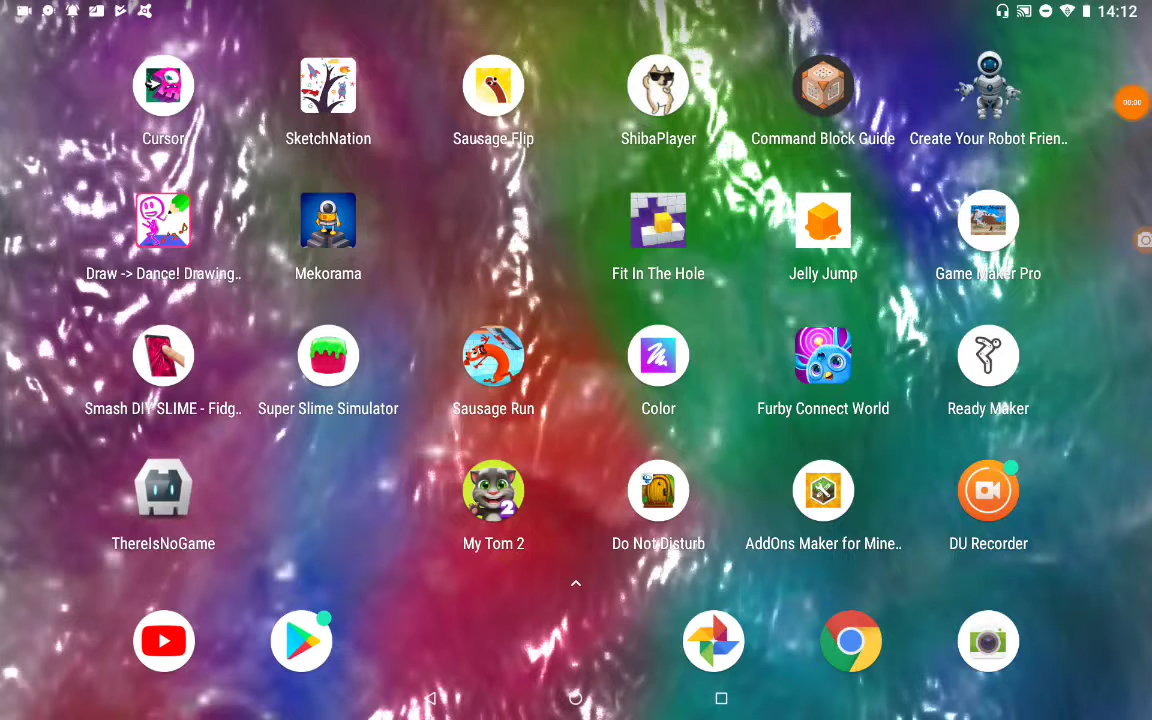 14:12
00:00
Cursor
SketchNation
Sausage Flip
ShibaPlayer
Command Block Guide
Create Your Robot Frien..
Draw -> Dance! Drawing..
Mekorama
Fit In The Hole
Jelly Jump
Game Maker Pro
Smash DIY SLIME - Fidg..
Super Slime Simulator
Sausage Run
Color
Furby Connect World
Ready Maker
2
ThereIsNoGame
My Tom 2
Do Not Disturb
AddOns Maker for Mine..
DU Recorder